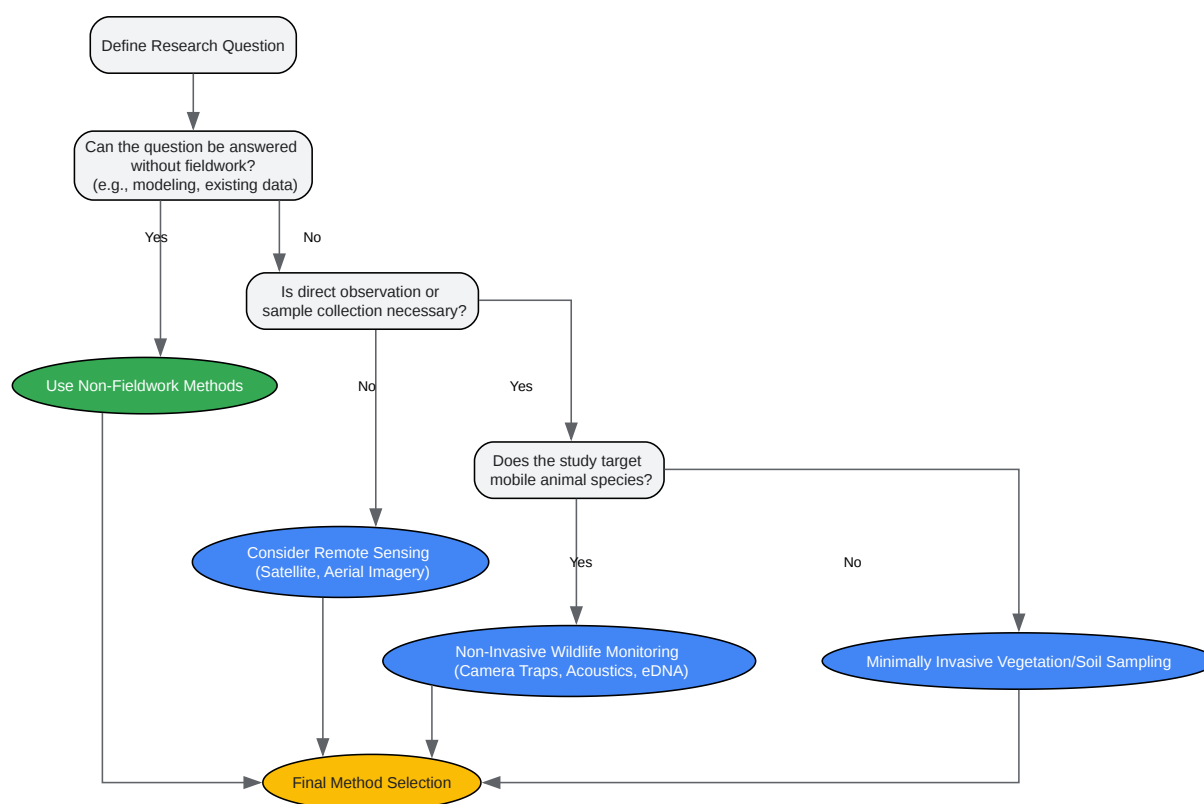 Define Research Question
Can the question be answered
without fieldwork?
(e.g., modeling, existing data)
Yes
No
Is direct observation or
sample collection necessary?
Use Non-Fieldwork Methods
No
Yes
Does the study target
mobile animal species?
Consider Remote Sensing
(Satellite, Aerial Imagery)
Yes
No
Non-Invasive Wildlife Monitoring
(Camera Traps, Acoustics, eDNA)
Minimally Invasive Vegetation/Soil Sampling
Final Method Selection